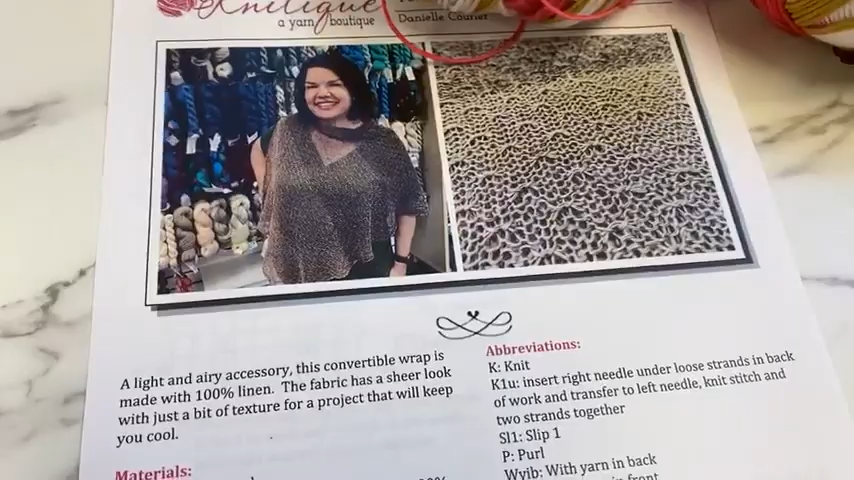 Knitique
a yarn boutique
Danielle Courier
A light and airy accessory, this convertible wrap is
made with 100% linen. The fabric has a sheer look
with just a bit of texture for a project that will keep
you cool.
Materials:
Abbreviations:
K: Knit
K1u: insert right needle under loose strands in back
of work and transfer to left needle, knit stitch and
two strands together
Sl1: Slip 1
P: Purl
Wyib: With yarn in back